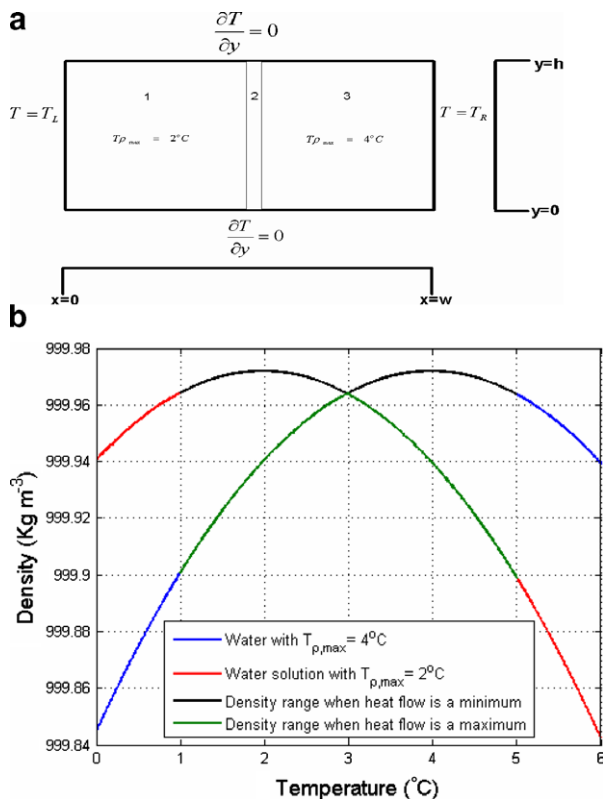 a
∂T/∂y = 0
y=h
1 2 3
T = T_L
T = T_R
Tρ max = 2°C
Tρ max = 4°C
y=0
∂T/∂y = 0
x=0 x=w
b
999.98
999.96
999.94
999.92
999.9
999.88
999.86
999.84
Density (Kg m⁻³)
Water with T_ρ,max = 4°C
Water solution with T_ρ,max = 2°C
Density range when heat flow is a minimum
Density range when heat flow is a maximum
0 1 2 3 4 5 6
Temperature (°C)